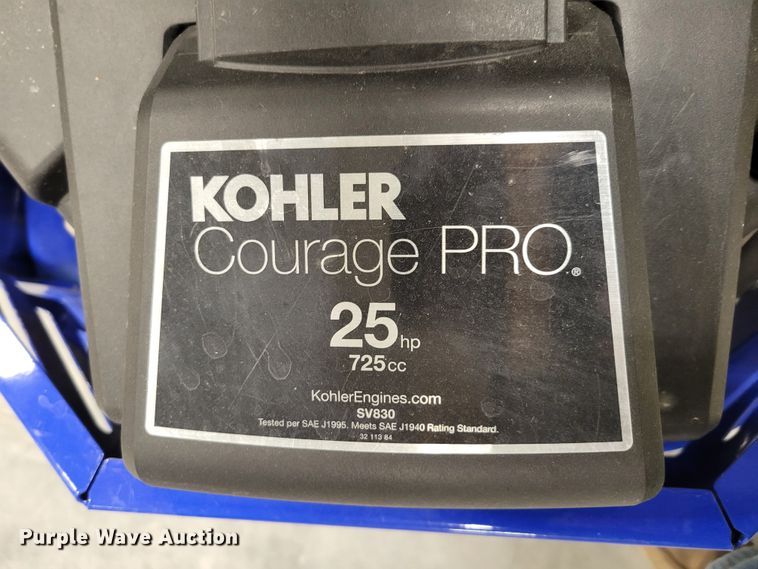 KOHLER
Courage PRO®
25hp
725cc
KohlerEngines.com
SV830
Tested per SAE J1995. Meets SAE J1940 Rating Standard.
32 113 84
Purple Wave Auction